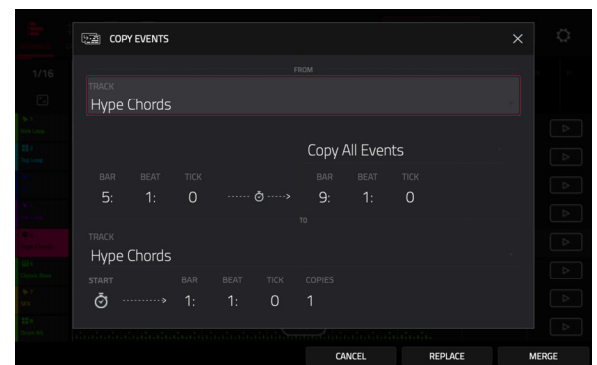 COPY EVENTS
1/16
FROM
TRACK
Hype Chords
Copy All Events
BAR BEAT TICK BAR BEAT TICK
5: 1: 0 9: 1: 0
TO
TRACK
Hype Chords
START BAR BEAT TICK COPIES
1: 1: 0 1
CANCEL REPLACE MERGE